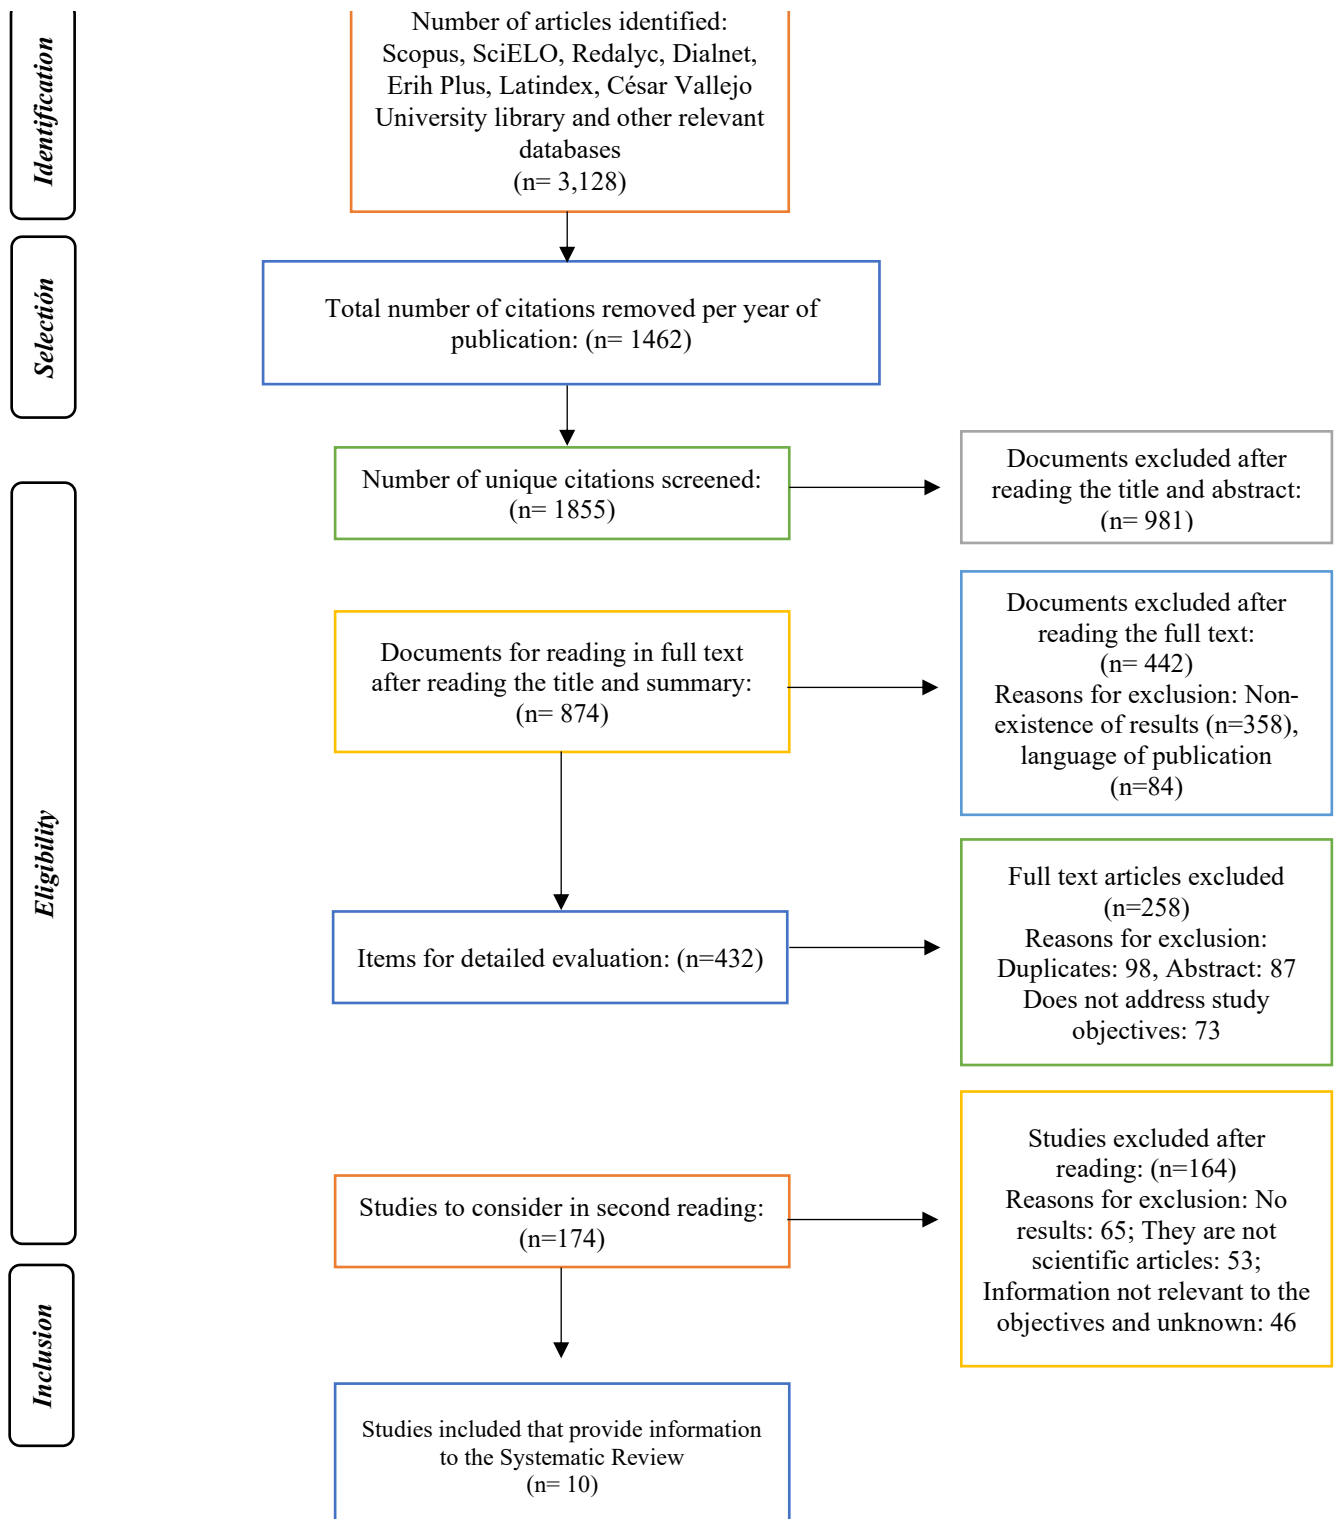 Identification
Number of articles identified:
Scopus, SciELO, Redalyc, Dialnet,
Erih Plus, Latindex, César Vallejo
University library and other relevant
databases
(n= 3,128)
Selectión
Total number of citations removed per year of
publication: (n= 1462)
Number of unique citations screened:
(n= 1855)
Documents excluded after
reading the title and abstract:
(n= 981)
Eligibility
Documents for reading in full text
after reading the title and summary:
(n= 874)
Documents excluded after
reading the full text:
(n= 442)
Reasons for exclusion: Non-
existence of results (n=358),
language of publication
(n=84)
Items for detailed evaluation: (n=432)
Full text articles excluded
(n=258)
Reasons for exclusion:
Duplicates: 98, Abstract: 87
Does not address study
objectives: 73
Studies to consider in second reading:
(n=174)
Studies excluded after
reading: (n=164)
Reasons for exclusion: No
results: 65; They are not
scientific articles: 53;
Information not relevant to the
objectives and unknown: 46
Inclusion
Studies included that provide information
to the Systematic Review
(n= 10)